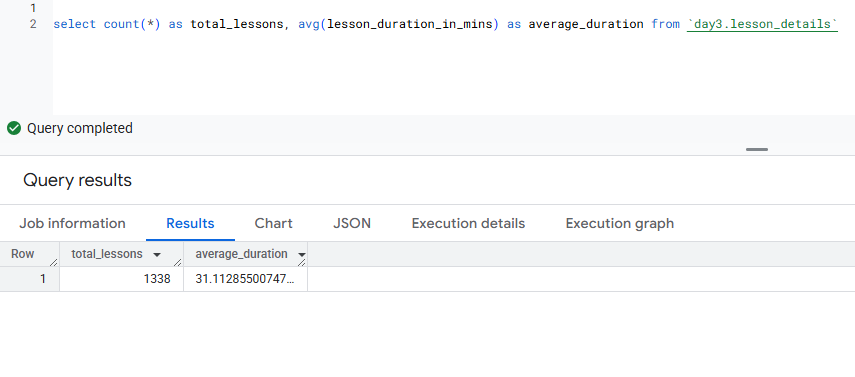 1
2 select count(*) as total_lessons, avg(lesson_duration_in_mins) as average_duration from `day3.lesson_details`
Query completed
Query results
Job information Results Chart JSON Execution details Execution graph
Row total_lessons average_duration
1 1338 31.11285500747...